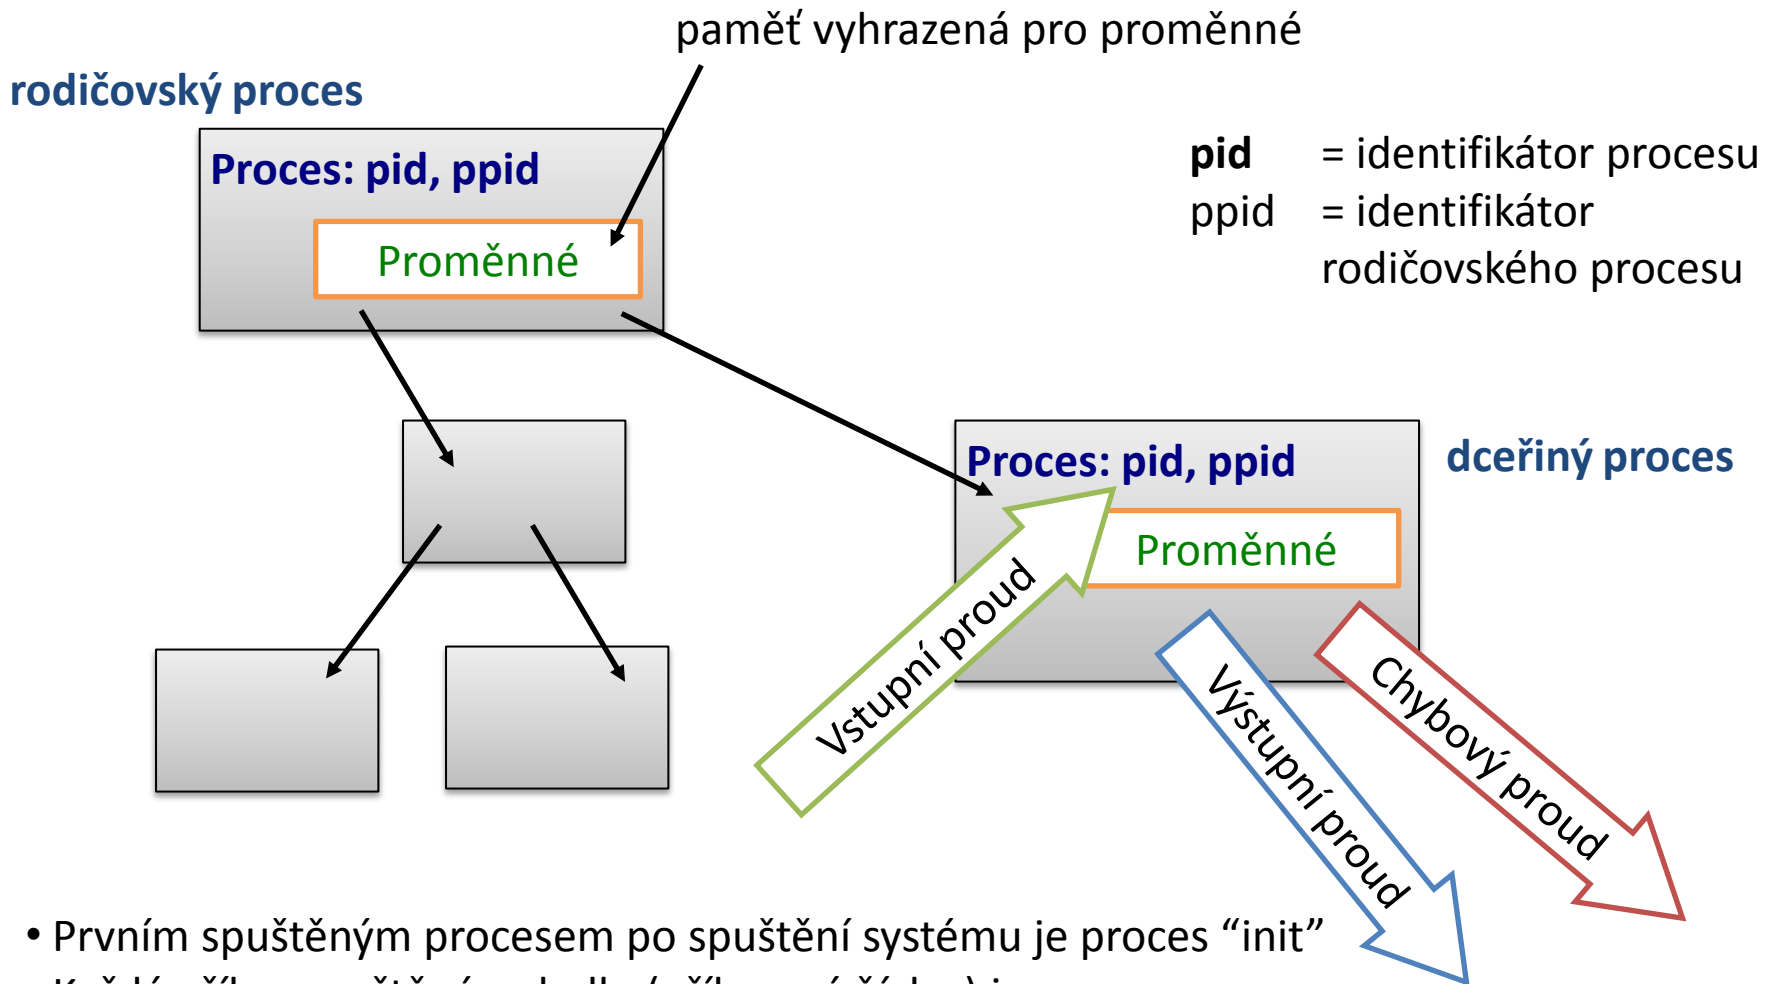 paměť vyhrazená pro proměnné
rodičovský proces
Proces: pid, ppid
Proměnné
pid = identifikátor procesu
ppid = identifikátor
rodičovského procesu
Proces: pid, ppid
dceřiný proces
Proměnné
Vstupní proud
Výstupní proud
Chybový proud
• Prvním spuštěným procesem po spuštění systému je proces “init”